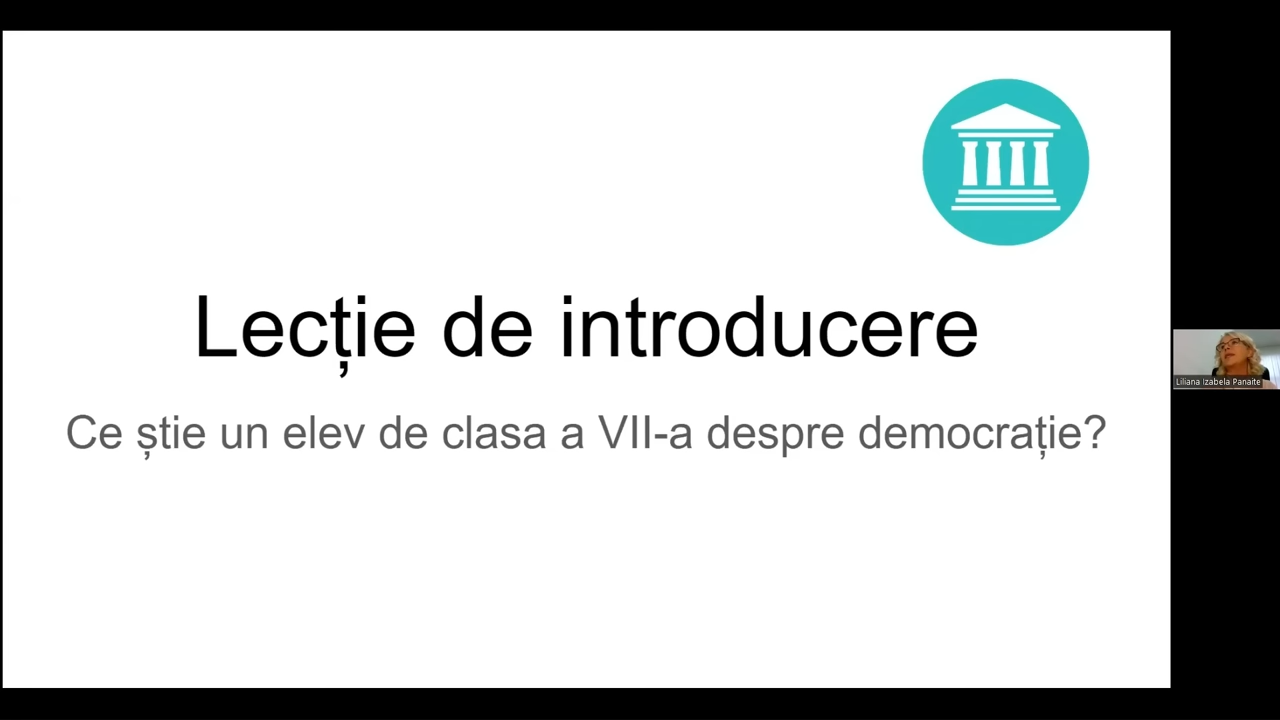 Lecție de introducere
Ce știe un elev de clasa a VII-a despre democrație?
Liliana Izabela Panaite